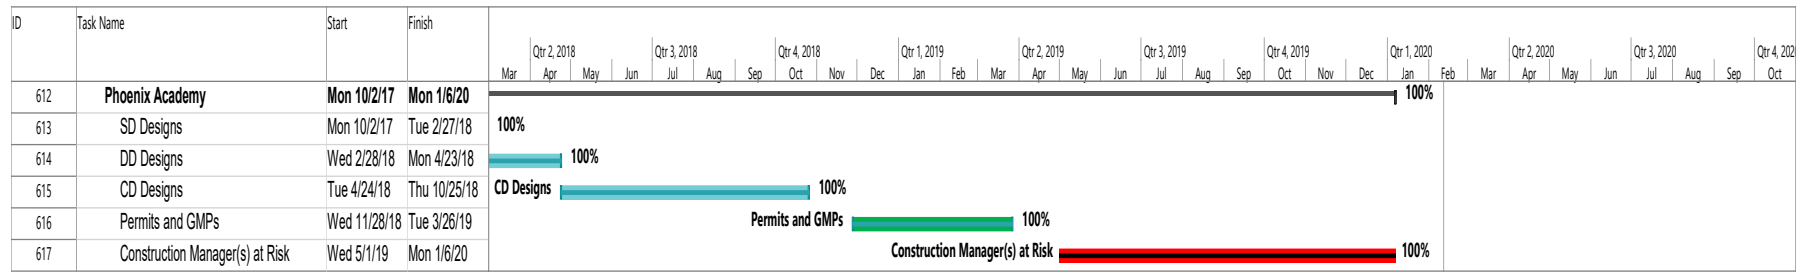 ID Task Name Start Finish
Qtr 2, 2018 Qtr 3, 2018 Qtr 4, 2018 Qtr 1, 2019 Qtr 2, 2019 Qtr 3, 2019 Qtr 4, 2019 Qtr 1, 2020 Qtr 2, 2020 Qtr 3, 2020 Qtr 4, 202
Mar Apr May Jun Jul Aug Sep Oct Nov Dec Jan Feb Mar Apr May Jun Jul Aug Sep Oct Nov Dec Jan Feb Mar Apr May Jun Jul Aug Sep Oct
612 Phoenix Academy Mon 10/2/17 Mon 1/6/20 100%
613 SD Designs Mon 10/2/17 Tue 2/27/18 100%
614 DD Designs Wed 2/28/18 Mon 4/23/18 100%
615 CD Designs Tue 4/24/18 Thu 10/25/18 CD Designs 100%
616 Permits and GMPs Wed 11/28/18 Tue 3/26/19 Permits and GMPs 100%
617 Construction Manager(s) at Risk Wed 5/1/19 Mon 1/6/20 Construction Manager(s) at Risk 100%